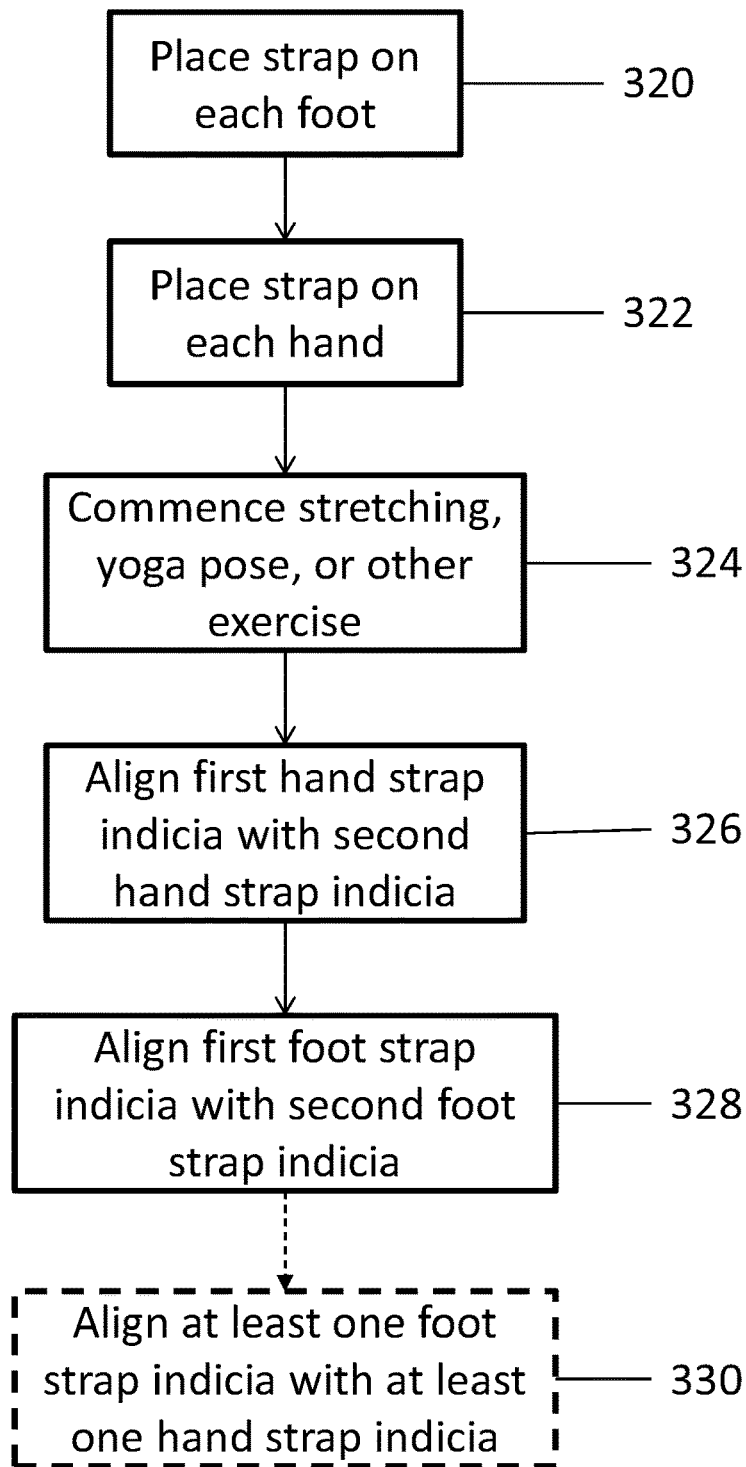 Place strap on
each foot
320
Place strap on
each hand
322
Commence stretching,
yoga pose, or other
exercise
324
Align first hand strap
indicia with second
hand strap indicia
326
Align first foot strap
indicia with second foot
strap indicia
328
Align at least one foot
strap indicia with at least
one hand strap indicia
330